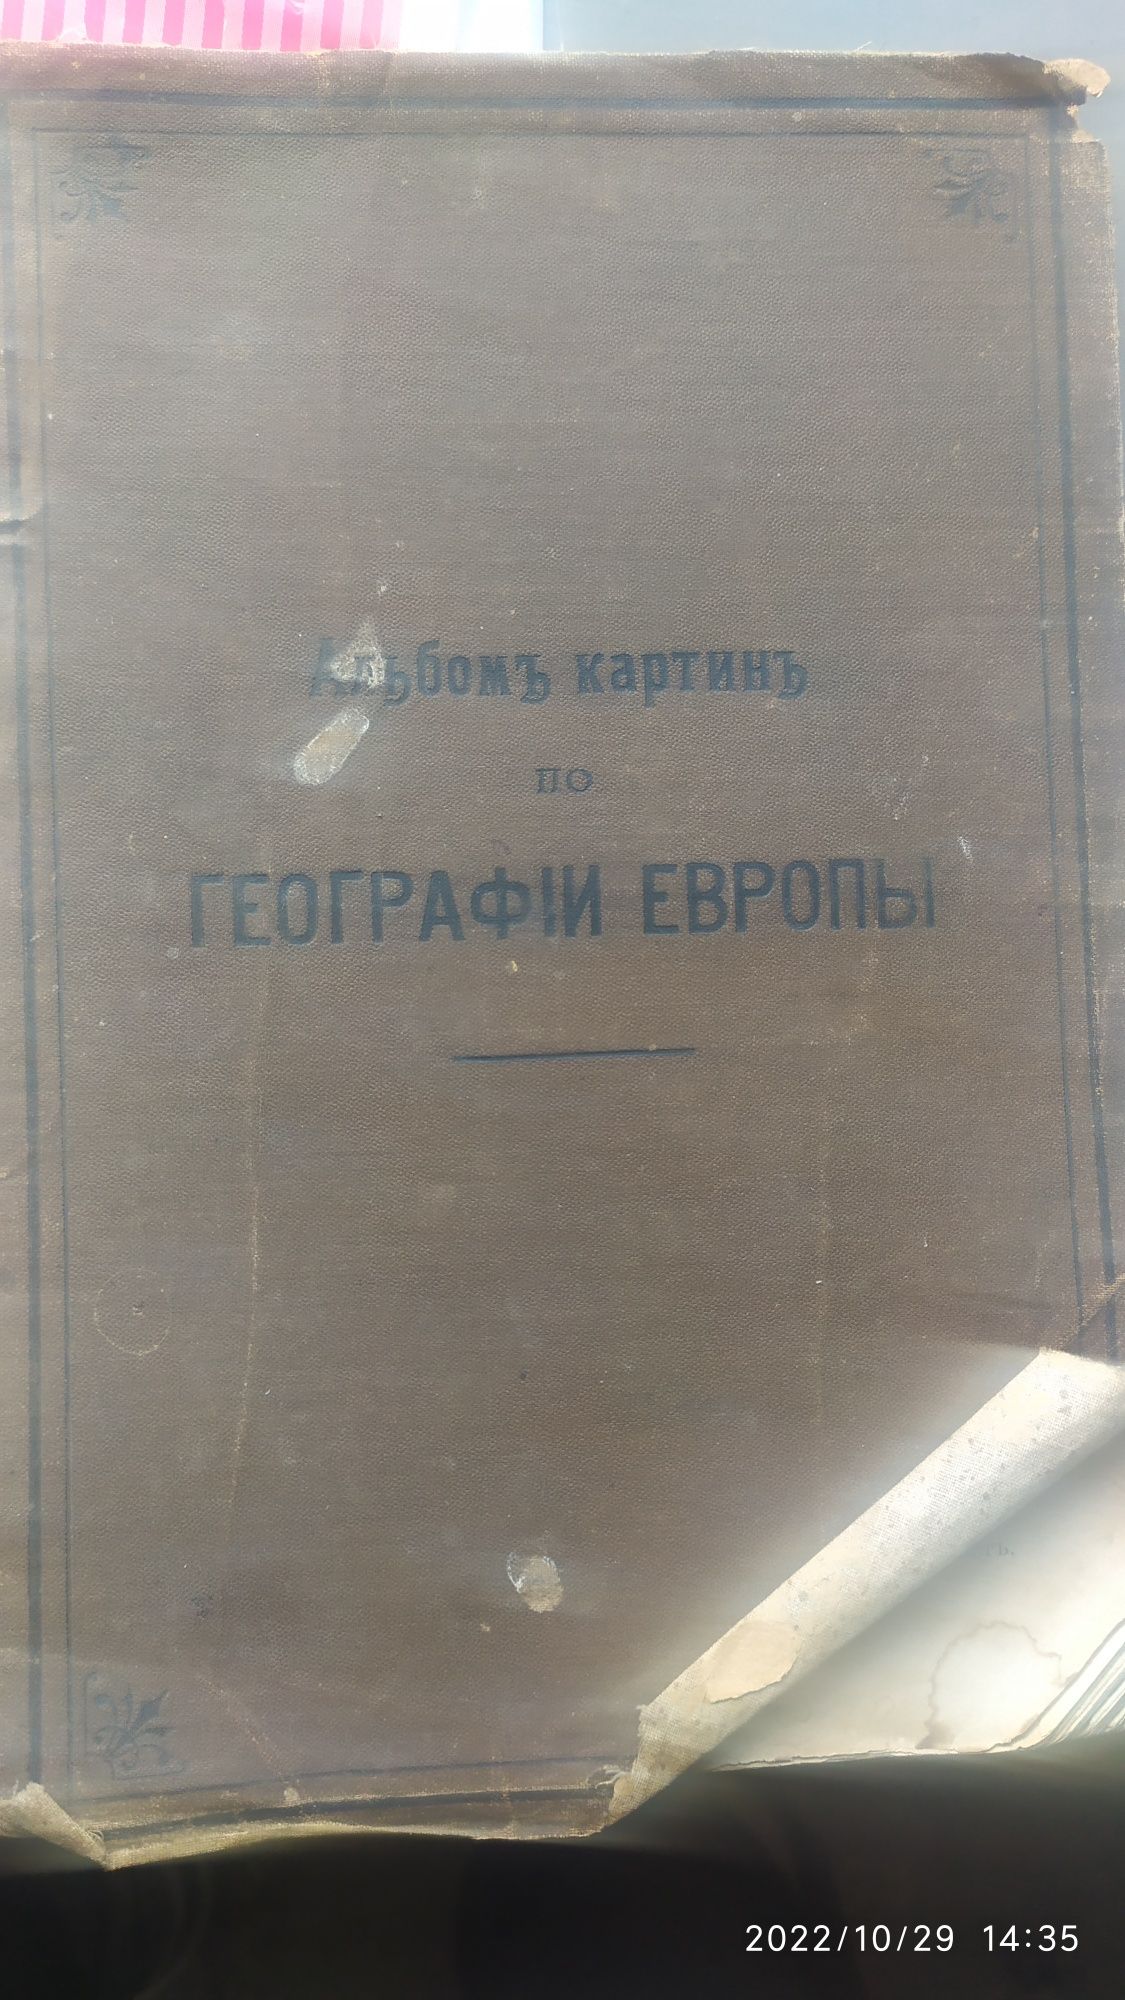 Альбомъ картинъ
по
ГЕОГРАФІИ ЕВРОПЫ
2022/10/29 14:35